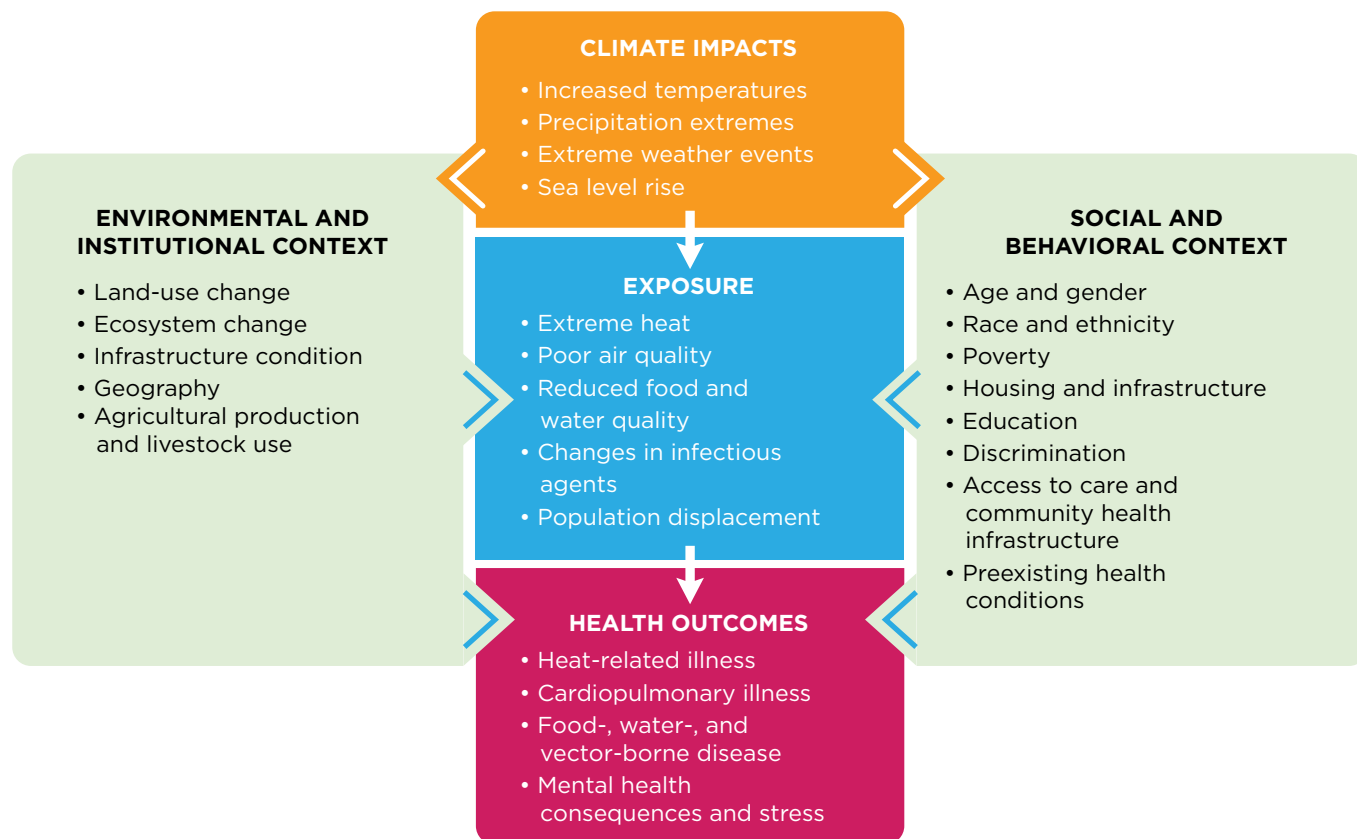 CLIMATE IMPACTS
• Increased temperatures
• Precipitation extremes
• Extreme weather events
• Sea level rise
ENVIRONMENTAL AND
INSTITUTIONAL CONTEXT
• Land-use change
• Ecosystem change
• Infrastructure condition
• Geography
• Agricultural production
and livestock use
EXPOSURE
• Extreme heat
• Poor air quality
• Reduced food and
water quality
• Changes in infectious
agents
• Population displacement
SOCIAL AND
BEHAVIORAL CONTEXT
• Age and gender
• Race and ethnicity
• Poverty
• Housing and infrastructure
• Education
• Discrimination
• Access to care and
community health
infrastructure
• Preexisting health
conditions
HEALTH OUTCOMES
• Heat-related illness
• Cardiopulmonary illness
• Food-, water-, and
vector-borne disease
• Mental health
consequences and stress